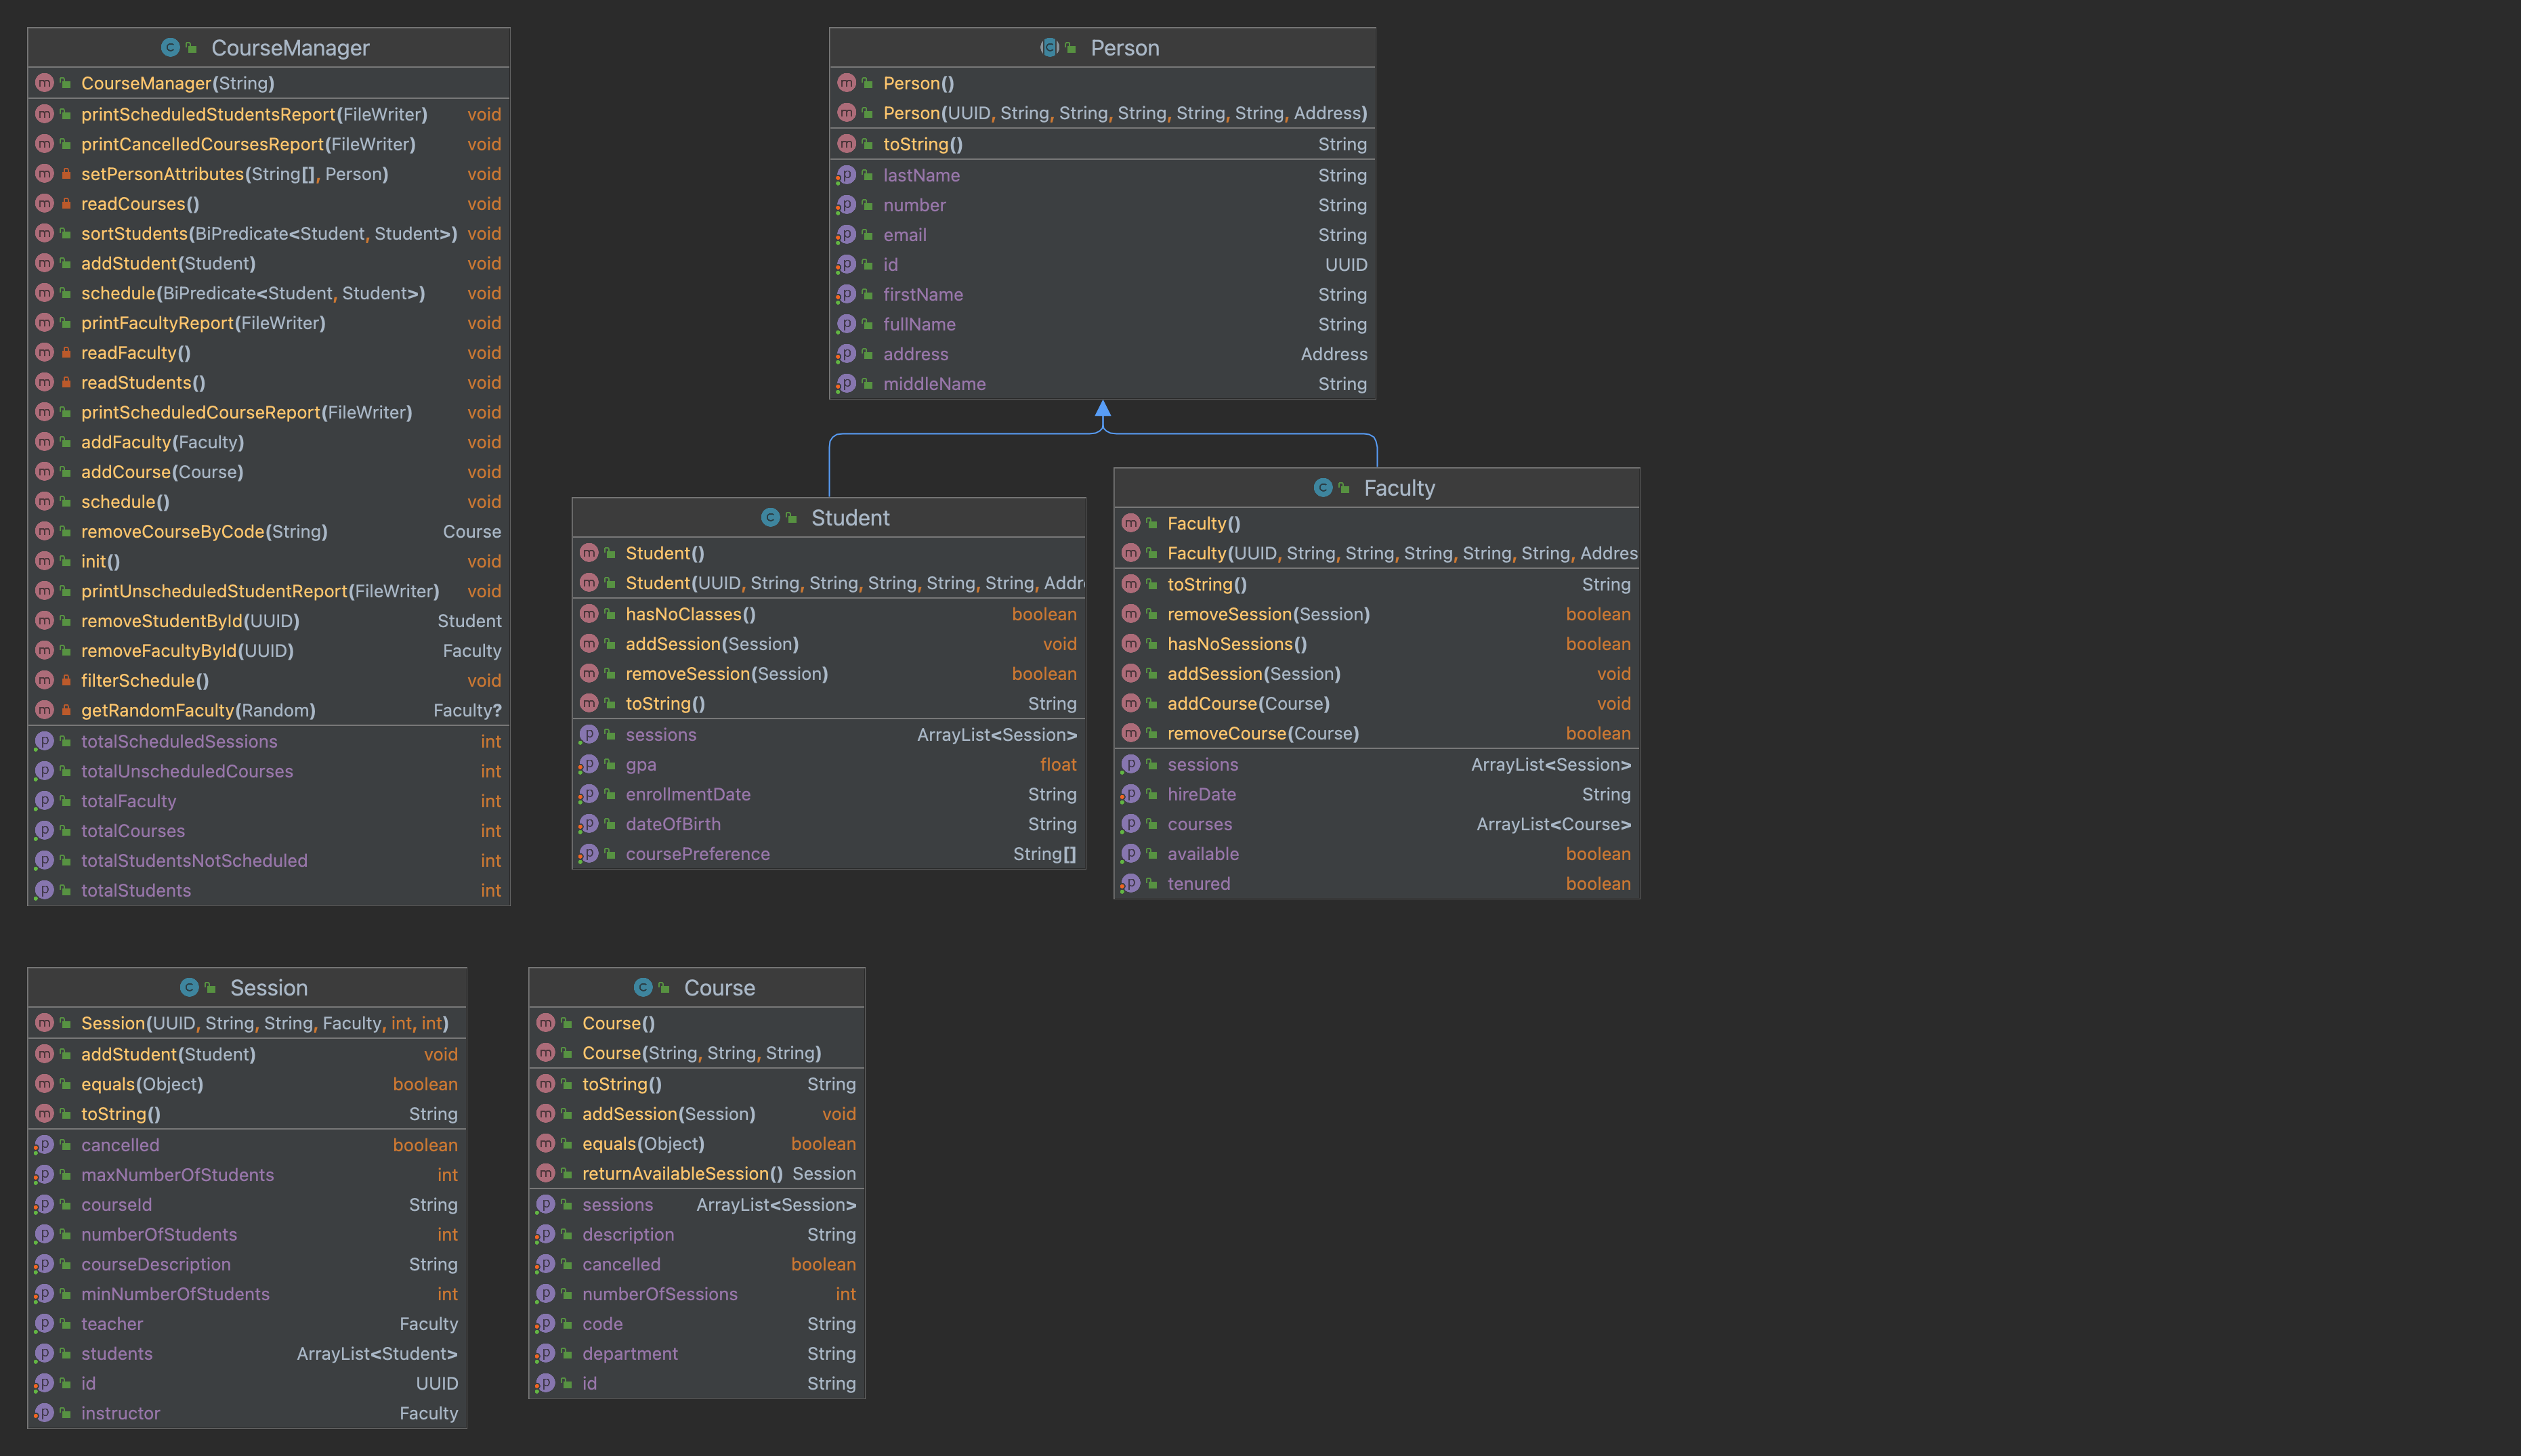 CourseManager
CourseManager(String)
printScheduledStudentsReport(FileWriter) void
printCancelledCoursesReport(FileWriter) void
setPersonAttributes(String[], Person) void
readCourses() void
sortStudents(BiPredicate<Student, Student>) void
addStudent(Student) void
schedule(BiPredicate<Student, Student>) void
printFacultyReport(FileWriter) void
readFaculty() void
readStudents() void
printScheduledCourseReport(FileWriter) void
addFaculty(Faculty) void
addCourse(Course) void
schedule() void
removeCourseByCode(String) Course
init() void
printUnscheduledStudentReport(FileWriter) void
removeStudentById(UUID) Student
removeFacultyById(UUID) Faculty
filterSchedule() void
getRandomFaculty(Random) Faculty?
totalScheduledSessions int
totalUnscheduledCourses int
totalFaculty int
totalCourses int
totalStudentsNotScheduled int
totalStudents int
Person
Person()
Person(UUID, String, String, String, String, String, Address)
toString() String
lastName String
number String
email String
id UUID
firstName String
fullName String
address Address
middleName String
Student
Student()
Student(UUID, String, String, String, String, String, Addr
hasNoClasses() boolean
addSession(Session) void
removeSession(Session) boolean
toString() String
sessions ArrayList<Session>
gpa float
enrollmentDate String
dateOfBirth String
coursePreference String[]
Faculty
Faculty()
Faculty(UUID, String, String, String, String, String, Addres
toString() String
removeSession(Session) boolean
hasNoSessions() boolean
addSession(Session) void
addCourse(Course) void
removeCourse(Course) boolean
sessions ArrayList<Session>
hireDate String
courses ArrayList<Course>
available boolean
tenured boolean
Session
Session(UUID, String, String, Faculty, int, int)
addStudent(Student) void
equals(Object) boolean
toString() String
cancelled boolean
maxNumberOfStudents int
courseId String
numberOfStudents int
courseDescription String
minNumberOfStudents int
teacher Faculty
students ArrayList<Student>
id UUID
instructor Faculty
Course
Course()
Course(String, String, String)
toString() String
addSession(Session) void
equals(Object) boolean
returnAvailableSession() Session
sessions ArrayList<Session>
description String
cancelled boolean
numberOfSessions int
code String
department String
id String